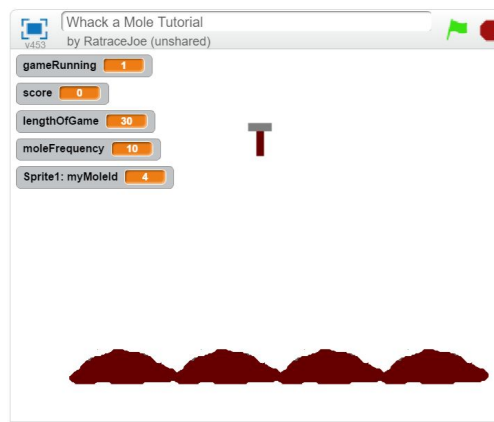 Whack a Mole Tutorial
v453
by RatraceJoe (unshared)
gameRunning 1
score 0
lengthOfGame 30
moleFrequency 10
Sprite1: myMoleId 4